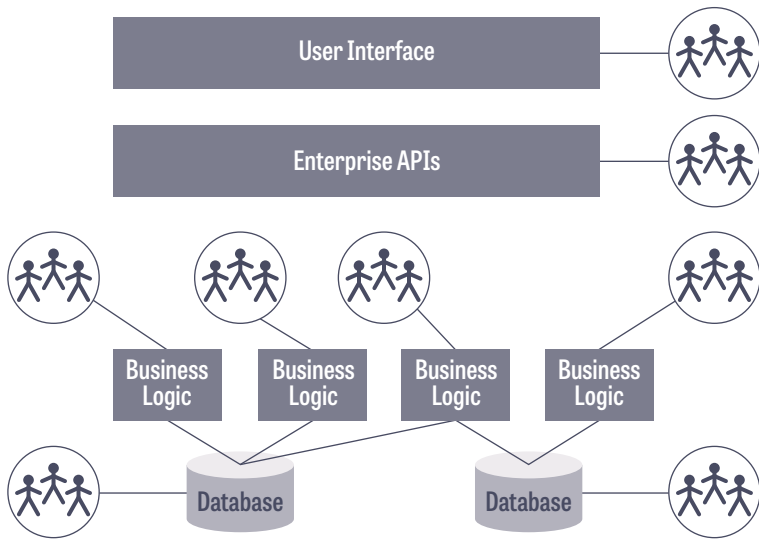 User Interface
Enterprise APIs
Business
Logic
Business
Logic
Business
Logic
Business
Logic
Database
Database